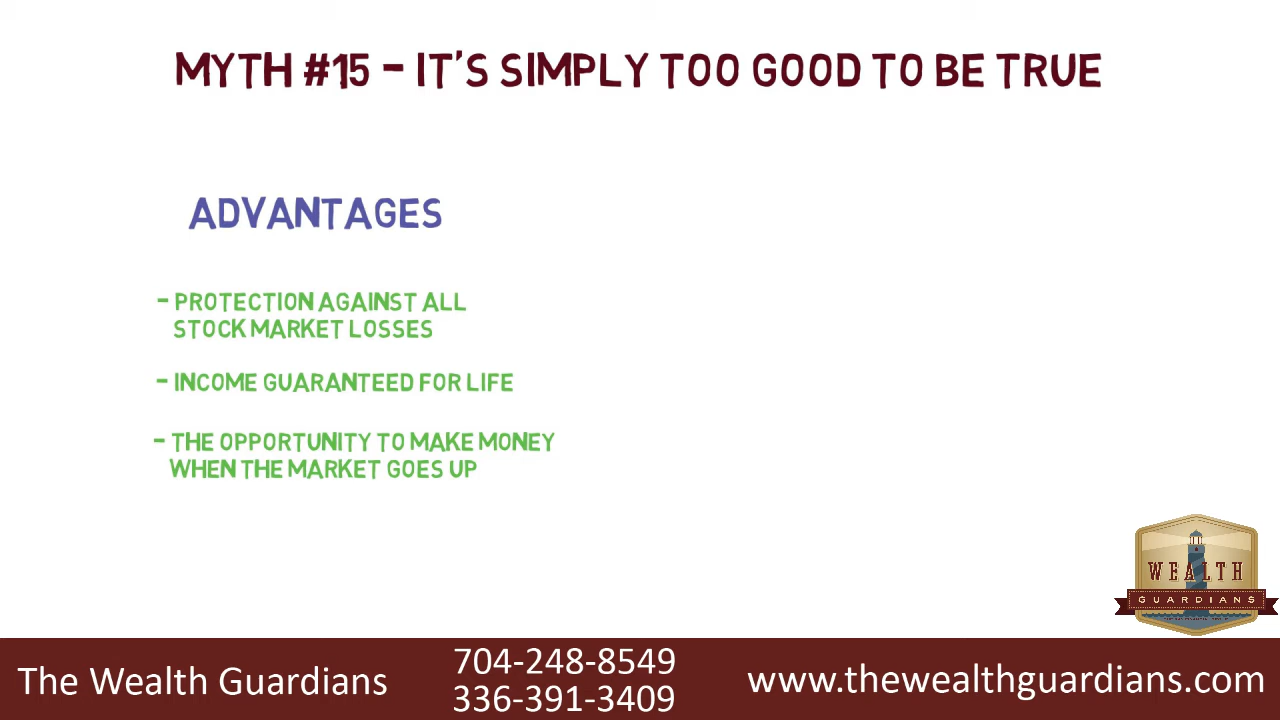 MYTH #15 - IT'S SIMPLY TOO GOOD TO BE TRUE
ADVANTAGES
- PROTECTION AGAINST ALL
STOCK MARKET LOSSES
- INCOME GUARANTEED FOR LIFE
- THE OPPORTUNITY TO MAKE MONEY
WHEN THE MARKET GOES UP
WEALTH
GUARDIANS
The Wealth Guardians
704-248-8549
336-391-3409
www.thewealthguardians.com